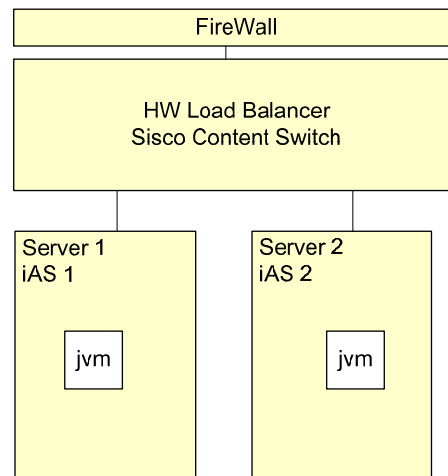 FireWall
HW Load Balancer
Sisco Content Switch
Server 1
iAS 1
Server 2
iAS 2
jvm
jvm